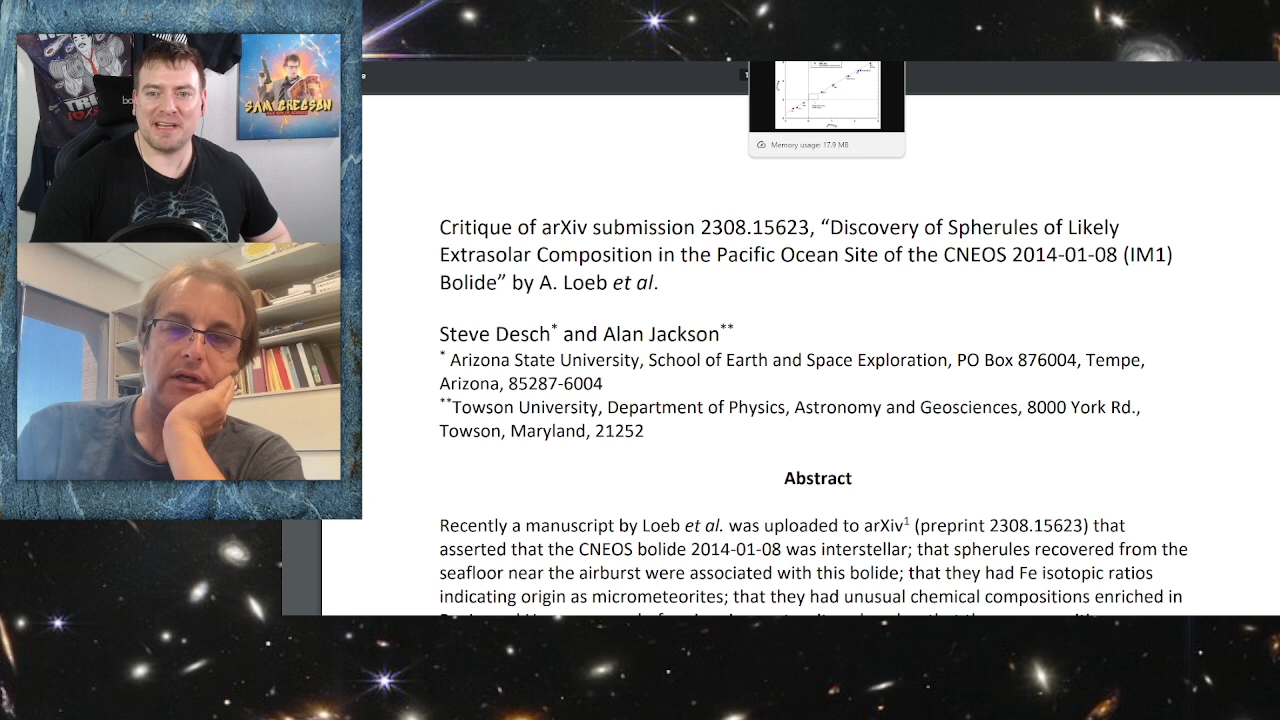 TRI
bo
SAM GREGSON
e
1
Memory usage: 17.9 MB
Critique of arXiv submission 2308.15623, “Discovery of Spherules of Likely
Extrasolar Composition in the Pacific Ocean Site of the CNEOS 2014-01-08 (IM1)
Bolide” by A. Loeb et al.
Steve Desch* and Alan Jackson**
* Arizona State University, School of Earth and Space Exploration, PO Box 876004, Tempe,
Arizona, 85287-6004
**Towson University, Department of Physics, Astronomy and Geosciences, 8000 York Rd.,
Towson, Maryland, 21252
Abstract
Recently a manuscript by Loeb et al. was uploaded to arXiv¹ (preprint 2308.15623) that
asserted that the CNEOS bolide 2014-01-08 was interstellar; that spherules recovered from the
seafloor near the airburst were associated with this bolide; that they had Fe isotopic ratios
indicating origin as micrometeorites; that they had unusual chemical compositions enriched in